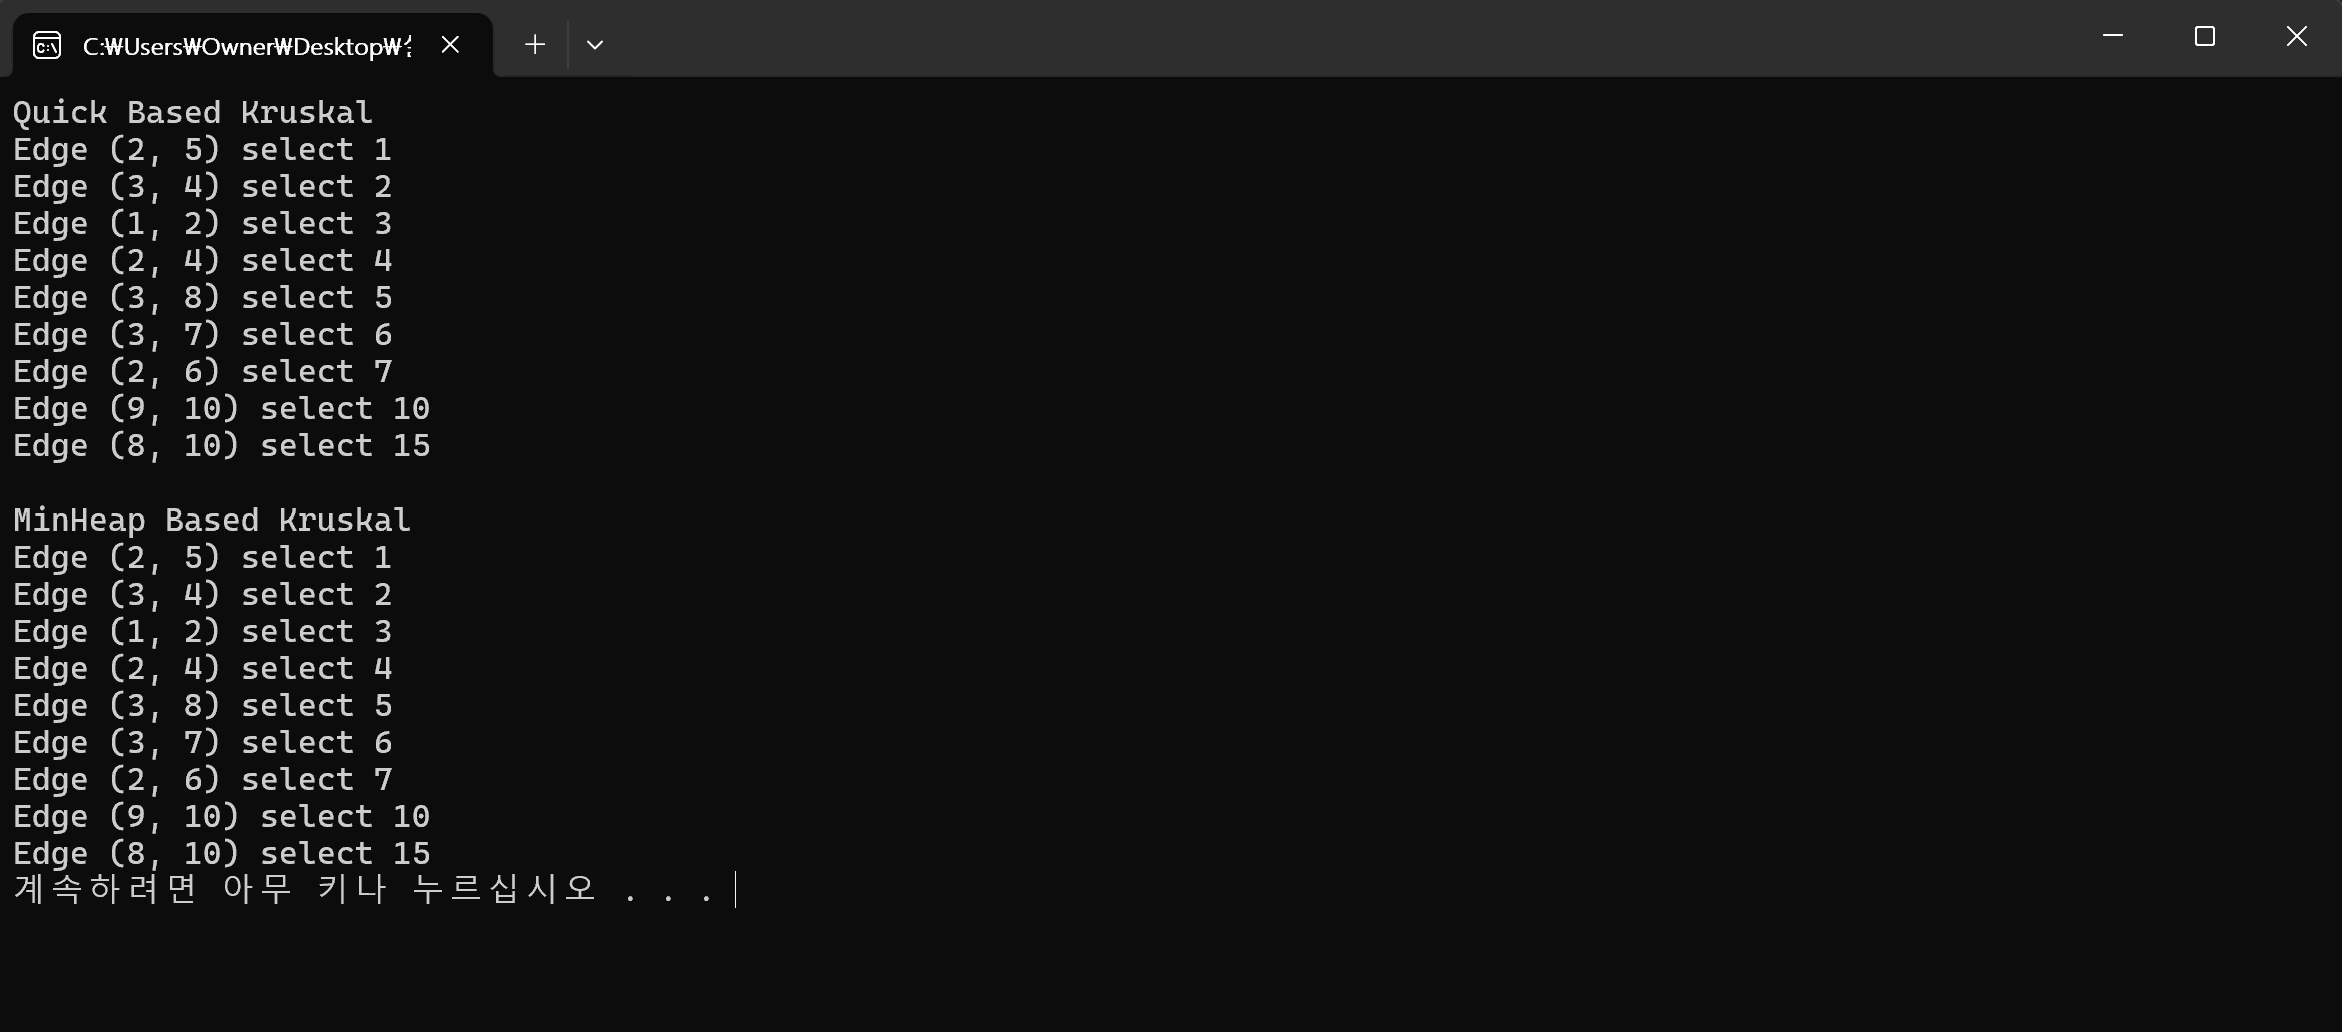 C:₩Users₩Owner₩Desktop₩
Quick Based Kruskal
Edge (2, 5) select 1
Edge (3, 4) select 2
Edge (1, 2) select 3
Edge (2, 4) select 4
Edge (3, 8) select 5
Edge (3, 7) select 6
Edge (2, 6) select 7
Edge (9, 10) select 10
Edge (8, 10) select 15
MinHeap Based Kruskal
Edge (2, 5) select 1
Edge (3, 4) select 2
Edge (1, 2) select 3
Edge (2, 4) select 4
Edge (3, 8) select 5
Edge (3, 7) select 6
Edge (2, 6) select 7
Edge (9, 10) select 10
Edge (8, 10) select 15
계속하려면 아무 키나 누르십시오 . . .